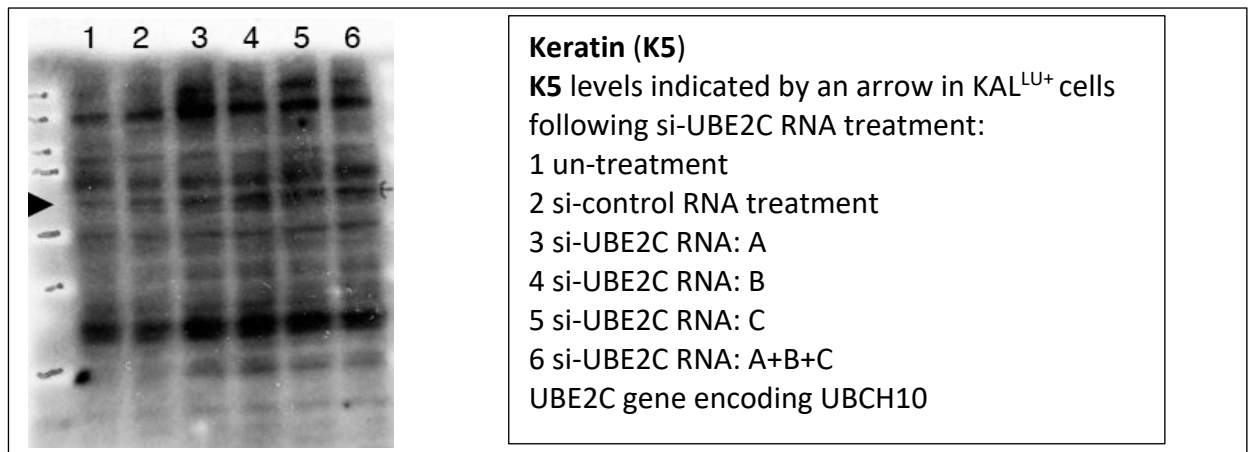 1 2 3 4 5 6
Keratin (K5)
K5 levels indicated by an arrow in KALLU+ cells
following si-UBE2C RNA treatment:
1 un-treatment
2 si-control RNA treatment
3 si-UBE2C RNA: A
4 si-UBE2C RNA: B
5 si-UBE2C RNA: C
6 si-UBE2C RNA: A+B+C
UBE2C gene encoding UBCH10